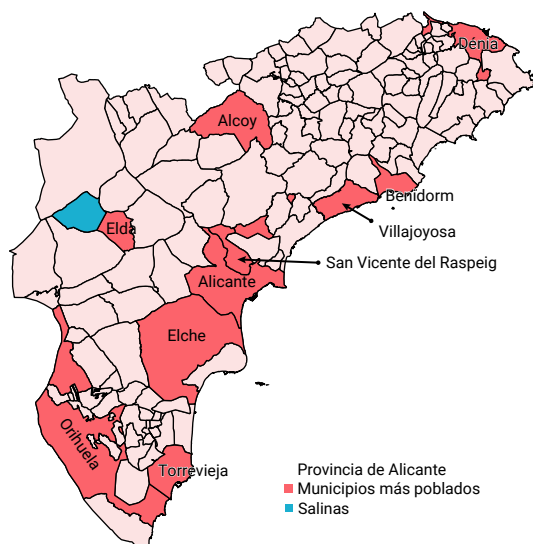 Dénia
Alcoy
Benidorm
Elda
Villajoyosa
San Vicente del Raspeig
Alicante
Elche
Orihuela
Torrevieja
Provincia de Alicante
Municipios más poblados
Salinas